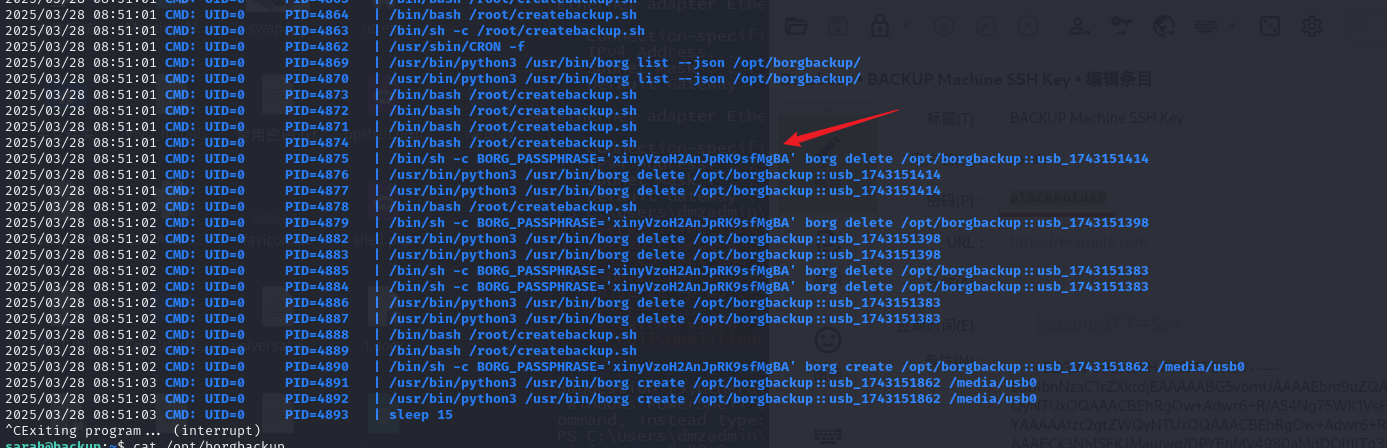 2025/03/28 08:51:01 CMD: UID=0 PID=4864 | /bin/bash /root/createbackup.sh
2025/03/28 08:51:01 CMD: UID=0 PID=4863 | /bin/sh -c /root/createbackup.sh
2025/03/28 08:51:01 CMD: UID=0 PID=4862 | /usr/sbin/CRON -f
2025/03/28 08:51:01 CMD: UID=0 PID=4869 | /usr/bin/python3 /usr/bin/borg list --json /opt/borgbackup/
2025/03/28 08:51:01 CMD: UID=0 PID=4870 | /usr/bin/python3 /usr/bin/borg list --json /opt/borgbackup/
2025/03/28 08:51:01 CMD: UID=0 PID=4873 | /bin/bash /root/createbackup.sh
2025/03/28 08:51:01 CMD: UID=0 PID=4872 | /bin/bash /root/createbackup.sh
2025/03/28 08:51:01 CMD: UID=0 PID=4871 | /bin/bash /root/createbackup.sh
2025/03/28 08:51:01 CMD: UID=0 PID=4874 | /bin/bash /root/createbackup.sh
2025/03/28 08:51:01 CMD: UID=0 PID=4875 | /bin/sh -c BORG_PASSPHRASE='xinyVzoH2AnJpRK9sfMgBA' borg delete /opt/borgbackup::usb_1743151414
2025/03/28 08:51:01 CMD: UID=0 PID=4876 | /usr/bin/python3 /usr/bin/borg delete /opt/borgbackup::usb_1743151414
2025/03/28 08:51:01 CMD: UID=0 PID=4877 | /usr/bin/python3 /usr/bin/borg delete /opt/borgbackup::usb_1743151414
2025/03/28 08:51:02 CMD: UID=0 PID=4878 | /bin/bash /root/createbackup.sh
2025/03/28 08:51:02 CMD: UID=0 PID=4879 | /bin/sh -c BORG_PASSPHRASE='xinyVzoH2AnJpRK9sfMgBA' borg delete /opt/borgbackup::usb_1743151398
2025/03/28 08:51:02 CMD: UID=0 PID=4882 | /usr/bin/python3 /usr/bin/borg delete /opt/borgbackup::usb_1743151398
2025/03/28 08:51:02 CMD: UID=0 PID=4883 | /usr/bin/python3 /usr/bin/borg delete /opt/borgbackup::usb_1743151398
2025/03/28 08:51:02 CMD: UID=0 PID=4885 | /bin/sh -c BORG_PASSPHRASE='xinyVzoH2AnJpRK9sfMgBA' borg delete /opt/borgbackup::usb_1743151383
2025/03/28 08:51:02 CMD: UID=0 PID=4884 | /bin/sh -c BORG_PASSPHRASE='xinyVzoH2AnJpRK9sfMgBA' borg delete /opt/borgbackup::usb_1743151383
2025/03/28 08:51:02 CMD: UID=0 PID=4886 | /usr/bin/python3 /usr/bin/borg delete /opt/borgbackup::usb_1743151383
2025/03/28 08:51:02 CMD: UID=0 PID=4887 | /usr/bin/python3 /usr/bin/borg delete /opt/borgbackup::usb_1743151383
2025/03/28 08:51:02 CMD: UID=0 PID=4888 | /bin/bash /root/createbackup.sh
2025/03/28 08:51:02 CMD: UID=0 PID=4889 | /bin/bash /root/createbackup.sh
2025/03/28 08:51:02 CMD: UID=0 PID=4890 | /bin/sh -c BORG_PASSPHRASE='xinyVzoH2AnJpRK9sfMgBA' borg create /opt/borgbackup::usb_1743151862 /media/usb0
2025/03/28 08:51:03 CMD: UID=0 PID=4891 | /usr/bin/python3 /usr/bin/borg create /opt/borgbackup::usb_1743151862 /media/usb0
2025/03/28 08:51:03 CMD: UID=0 PID=4892 | /usr/bin/python3 /usr/bin/borg create /opt/borgbackup::usb_1743151862 /media/usb0
2025/03/28 08:51:03 CMD: UID=0 PID=4893 | sleep 15
^CExiting program... (interrupt)
sarah@backup:~$ cat /opt/borgbackup
BACKUP Machine SSH Key • 编辑条目
标题(T)：
BACKUP Machine SSH Key
密码(P)：
placeholder
URL：
https://example.com